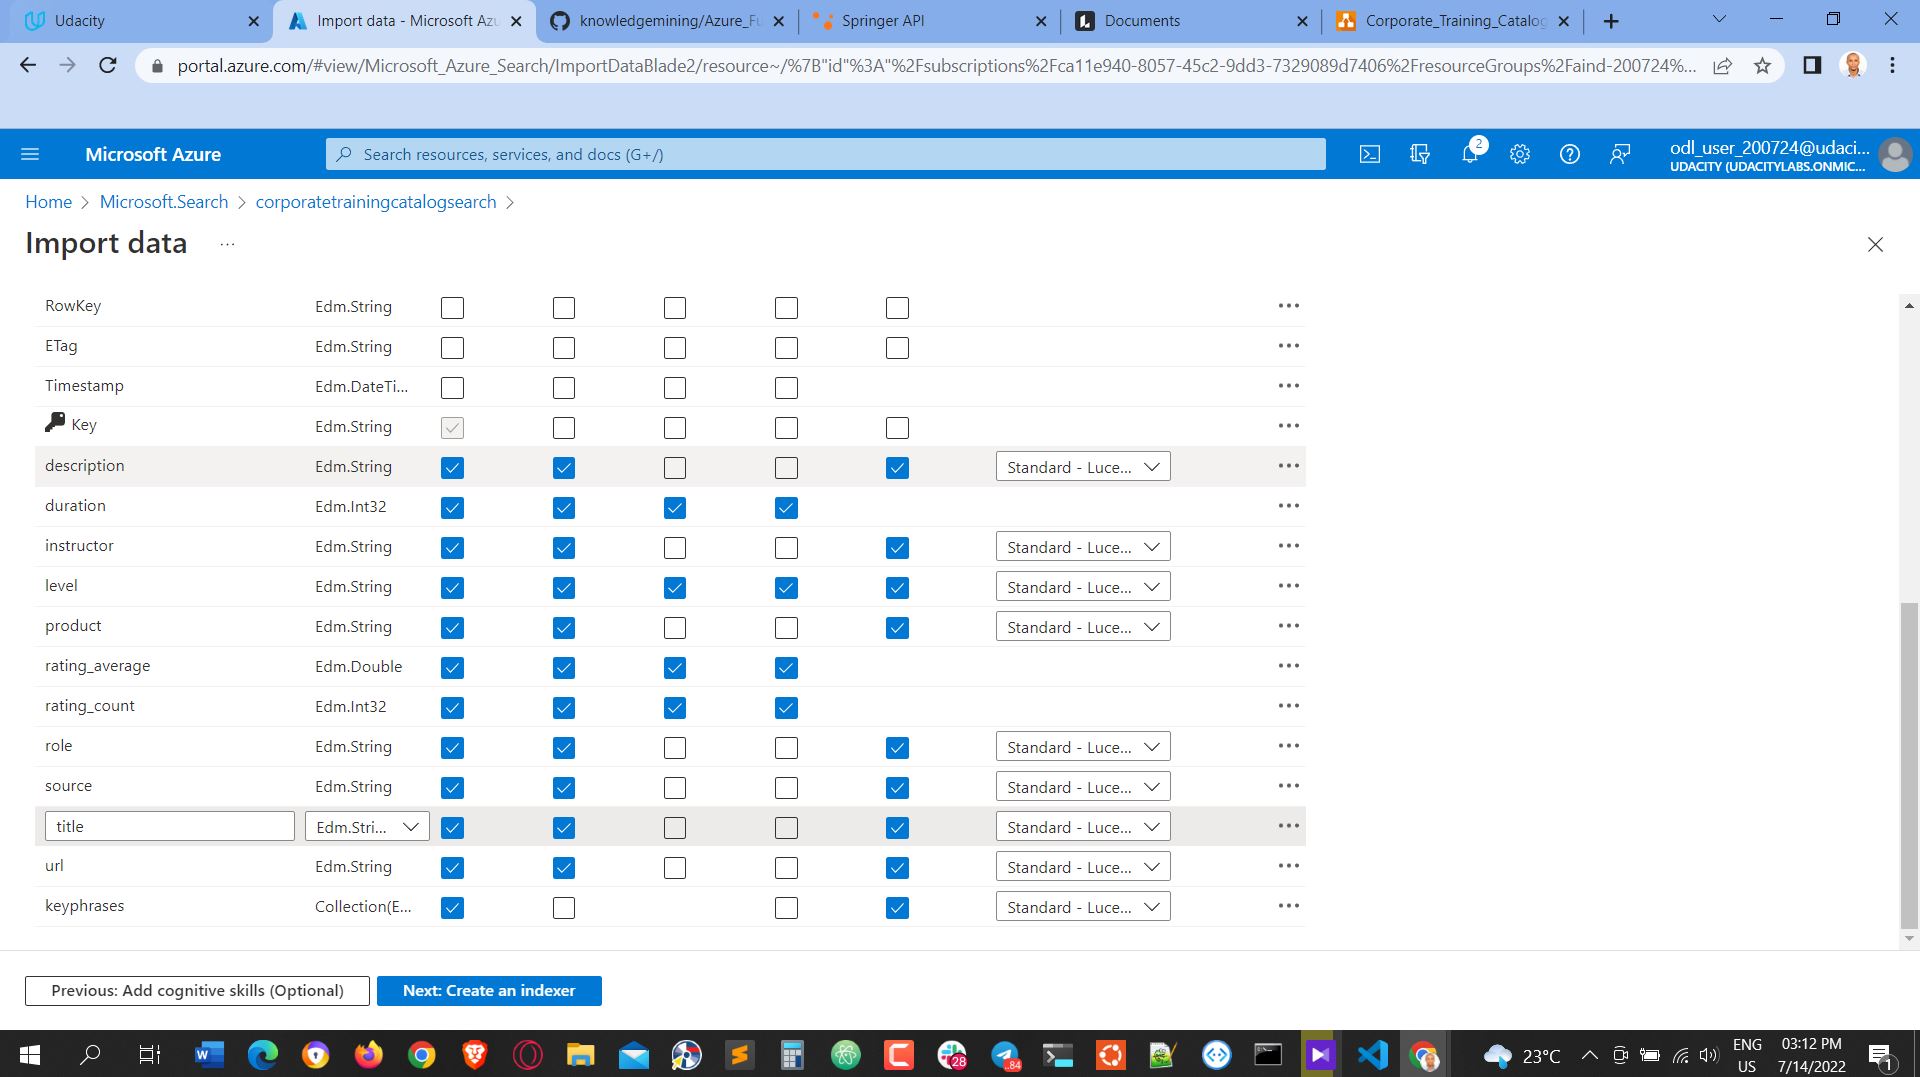 Udacity
Import data - Microsoft Azu
knowledgemining/Azure_Fu
Springer API
Documents
Corporate_Training_Catalog
portal.azure.com/#view/Microsoft_Azure_Search/ImportDataBlade2/resource~/%7B"id"%3A"%2Fsubscriptions%2Fca11e940-8057-45c2-9dd3-7329089d7406%2FresourceGroups%2Faind-200724%...
Microsoft Azure
Search resources, services, and docs (G+/)
2
odl_user_200724@udaci...
UDACITY (UDACITYLABS.ONMIC...
Home > Microsoft.Search > corporatetrainingcatalogsearch >
Import data ...
RowKey Edm.String
ETag Edm.String
Timestamp Edm.DateTi...
Key Edm.String
description Edm.String Standard - Luce...
duration Edm.Int32
instructor Edm.String Standard - Luce...
level Edm.String Standard - Luce...
product Edm.String Standard - Luce...
rating_average Edm.Double
rating_count Edm.Int32
role Edm.String Standard - Luce...
source Edm.String Standard - Luce...
title Edm.Stri... Standard - Luce...
url Edm.String Standard - Luce...
keyphrases Collection(E... Standard - Luce...
Previous: Add cognitive skills (Optional)
Next: Create an indexer
28
84
23°C
ENG
US
03:12 PM
7/14/2022
1